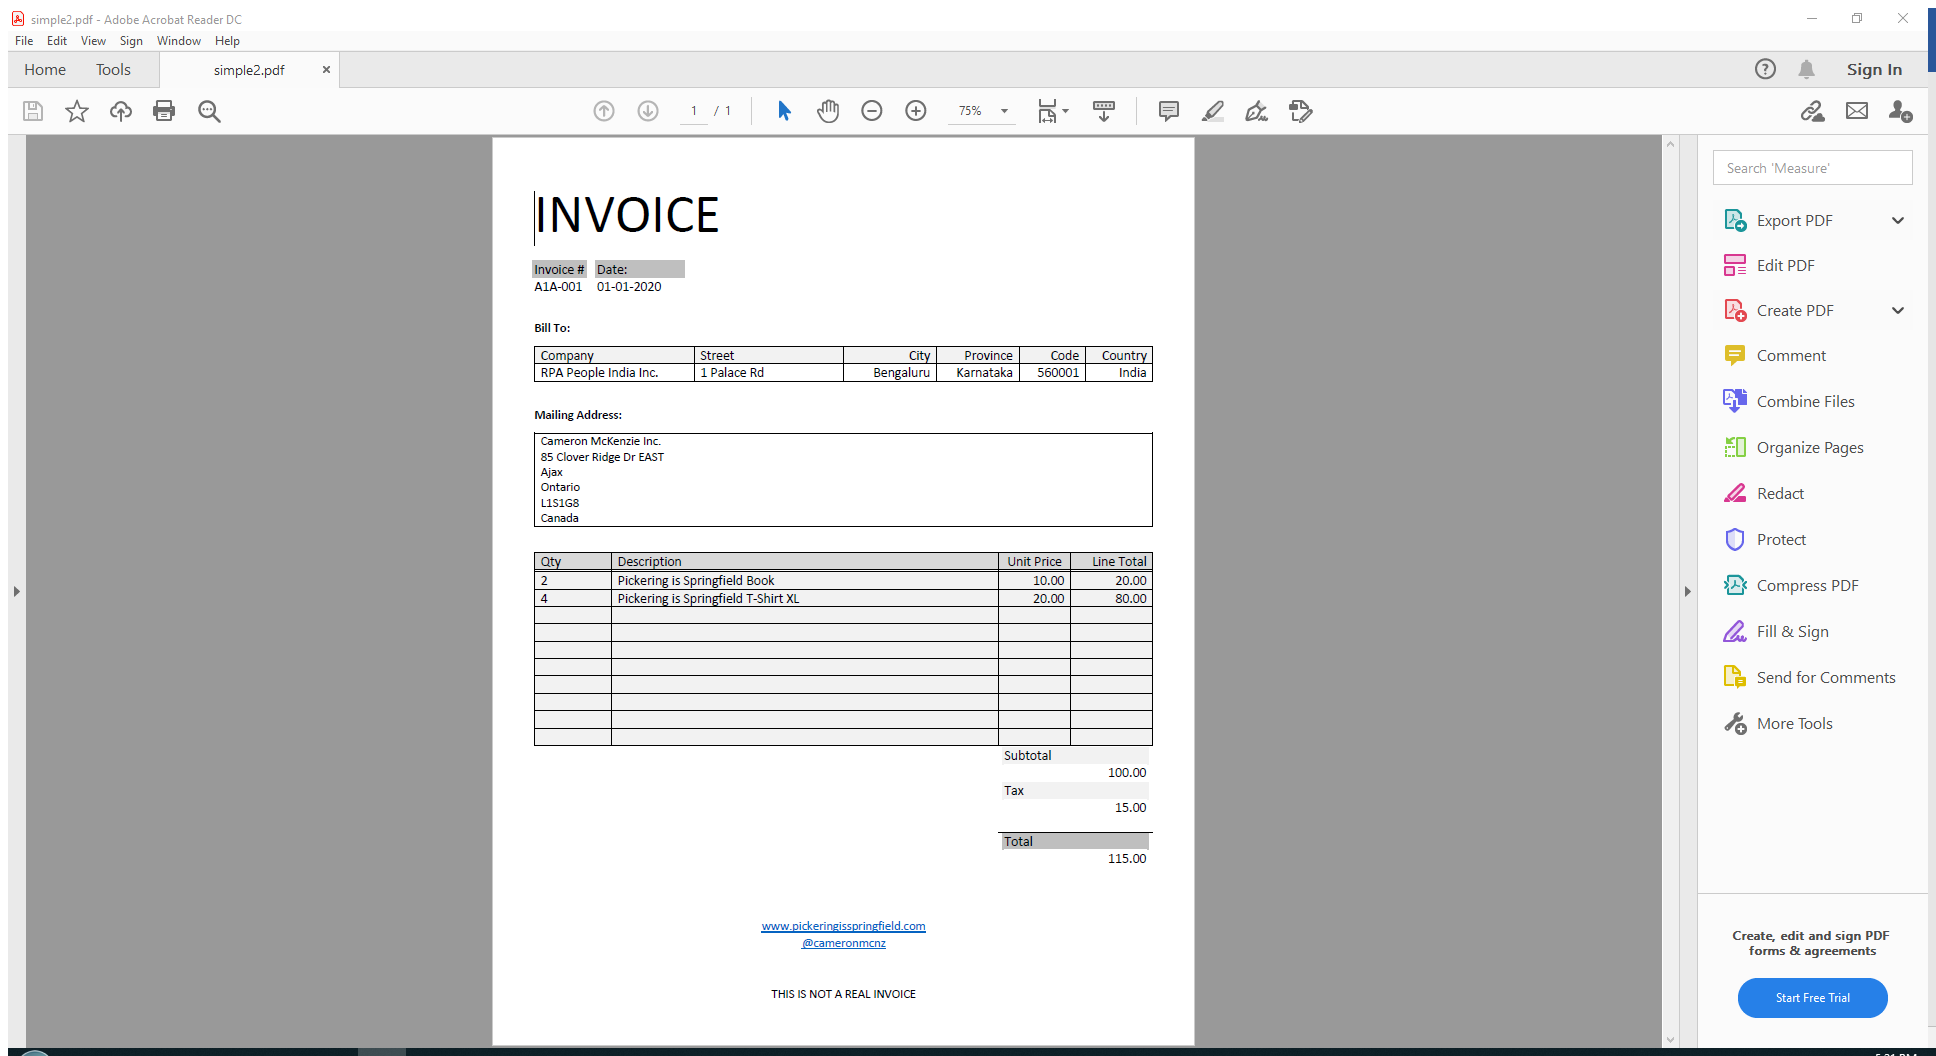 simple2.pdf - Adobe Acrobat Reader DC
File Edit View Sign Window Help
Home Tools simple2.pdf × Sign In
1 / 1 75%
Search 'Measure'
Export PDF
Edit PDF
Create PDF
Comment
Combine Files
Organize Pages
Redact
Protect
Compress PDF
Fill & Sign
Send for Comments
More Tools
Create, edit and sign PDF
forms & agreements
Start Free Trial
INVOICE
Invoice # Date:
A1A-001 01-01-2020
Bill To:
Company Street City Province Code Country
RPA People India Inc. 1 Palace Rd Bengaluru Karnataka 560001 India
Mailing Address:
Cameron McKenzie Inc.
85 Clover Ridge Dr EAST
Ajax
Ontario
L1S1G8
Canada
Qty Description Unit Price Line Total
2 Pickering is Springfield Book 10.00 20.00
4 Pickering is Springfield T-Shirt XL 20.00 80.00
Subtotal
100.00
Tax
15.00
Total
115.00
www.pickeringisspringfield.com
@cameronmcnz
THIS IS NOT A REAL INVOICE